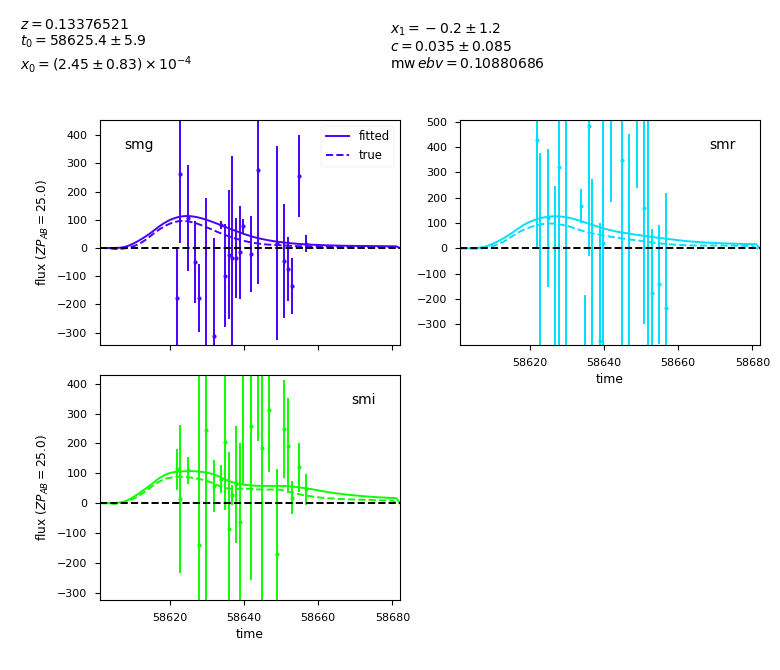 z = 0.13376521
t₀ = 58625.4 ± 5.9
x₀ = (2.45 ± 0.83) × 10⁻⁴
x₁ = −0.2 ± 1.2
c = 0.035 ± 0.085
mw ebv = 0.10880686
smg
fitted
true
400
300
200
100
0
−100
−200
−300
flux (ZP_AB = 25.0)
smr
500
400
300
200
100
0
−100
−200
−300
58620 58640 58660 58680
time
smi
400
300
200
100
0
−100
−200
−300
flux (ZP_AB = 25.0)
58620 58640 58660 58680
time